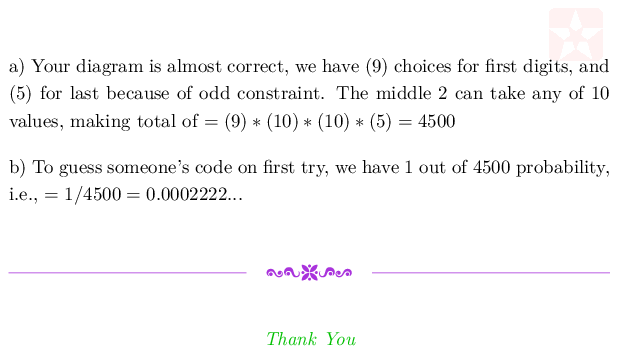 a) Your diagram is almost correct, we have (9) choices for first digits, and
(5) for last because of odd constraint. The middle 2 can take any of 10
values, making total of = (9) ∗ (10) ∗ (10) ∗ (5) = 4500
b) To guess someone's code on first try, we have 1 out of 4500 probability,
i.e., = 1/4500 = 0.0002222...
Thank You